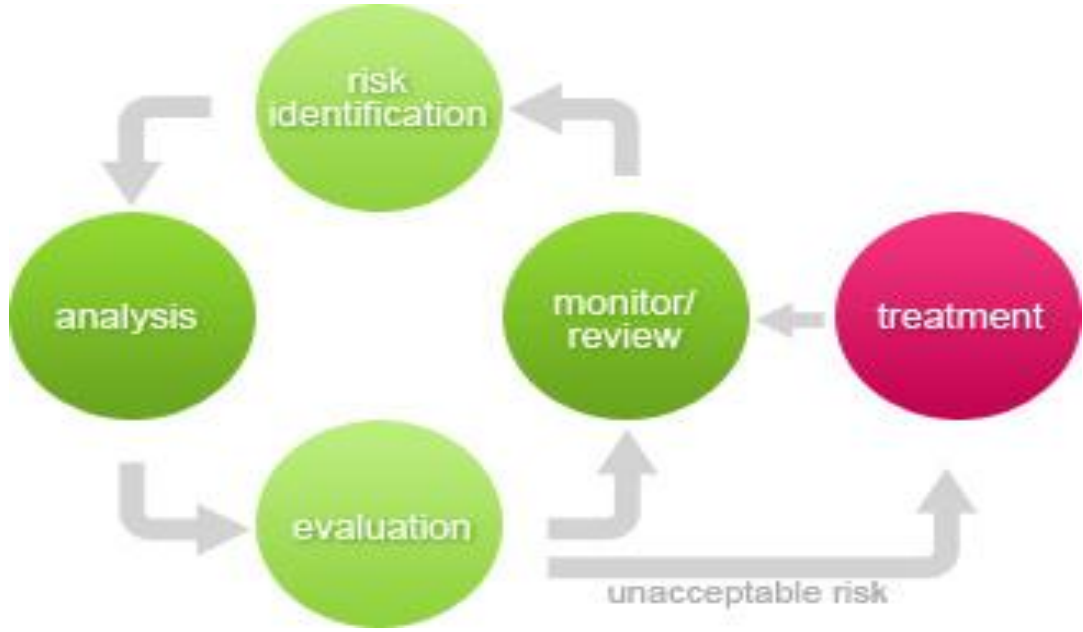 risk
identification
analysis
monitor/
review
treatment
evaluation
unacceptable risk